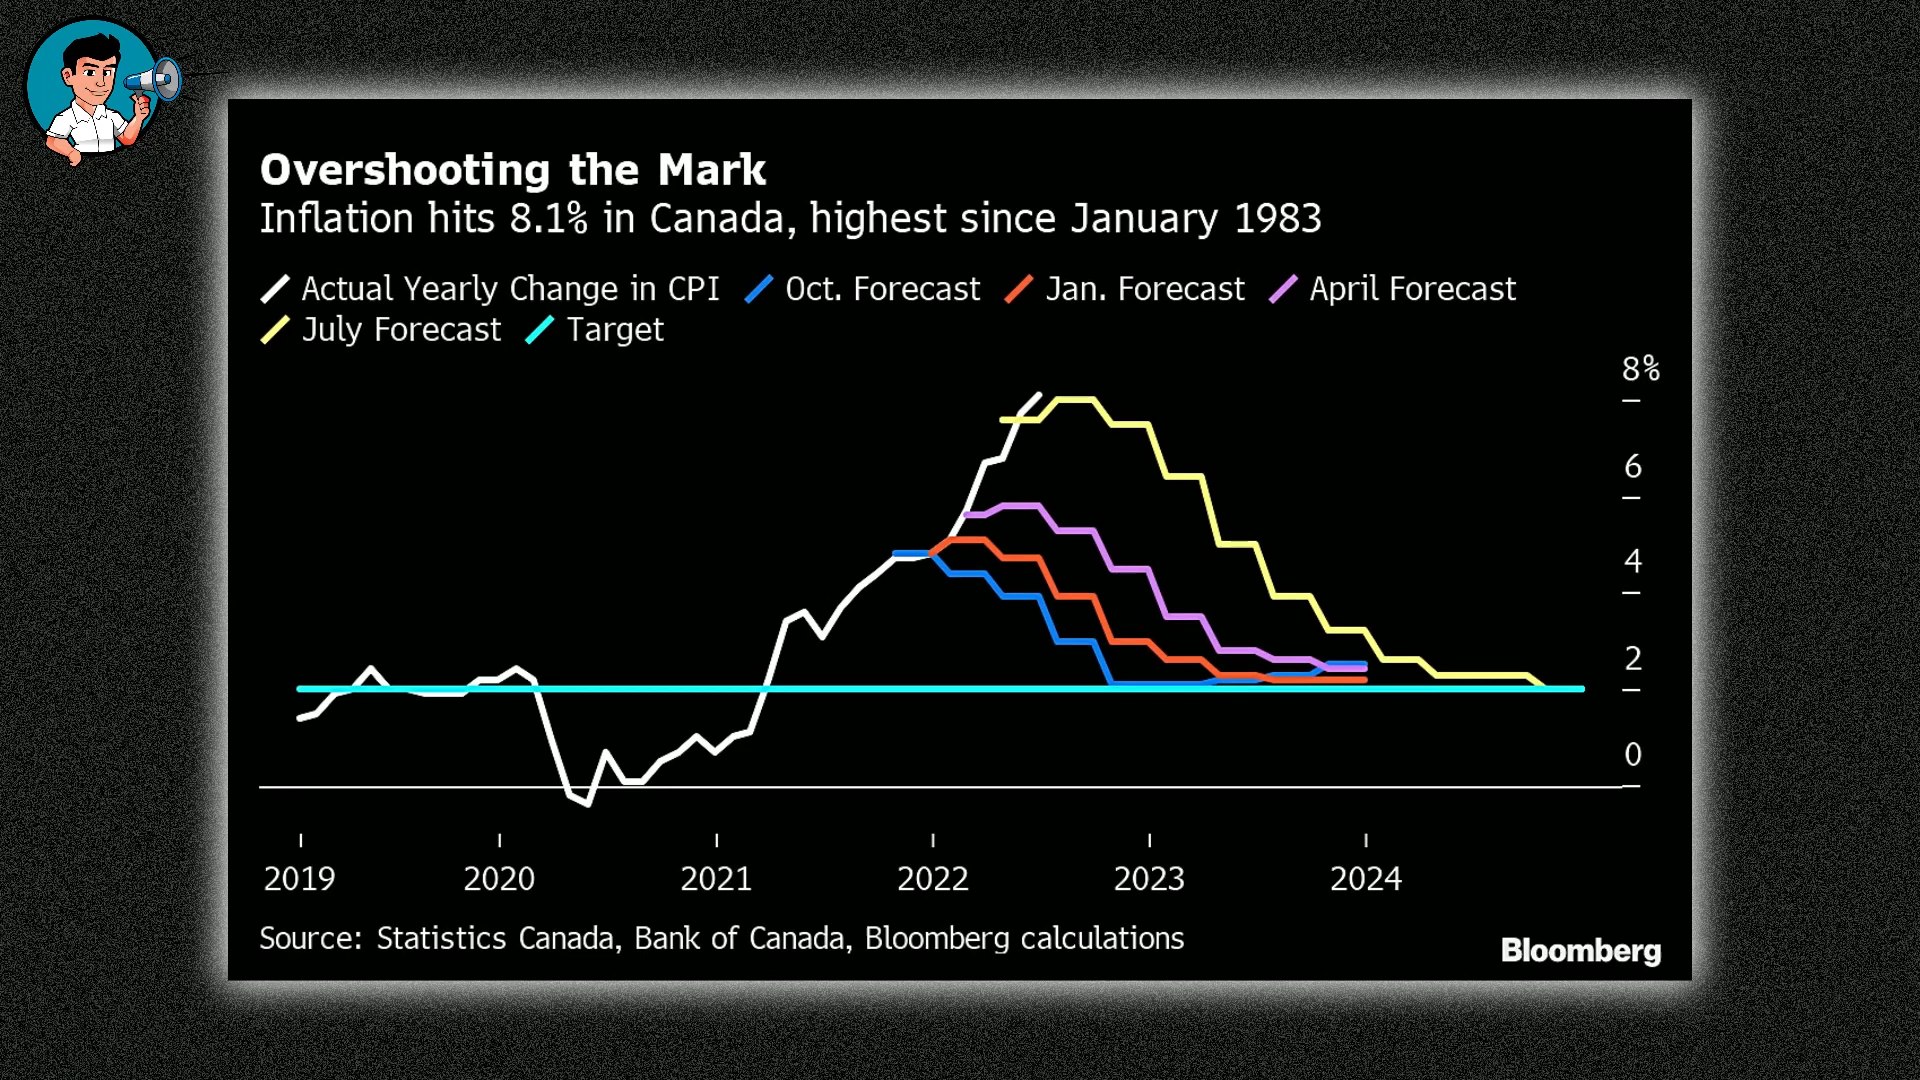 Overshooting the Mark
Inflation hits 8.1% in Canada, highest since January 1983
Actual Yearly Change in CPI Oct. Forecast Jan. Forecast April Forecast
July Forecast Target
8%
6
4
2
0
2019 2020 2021 2022 2023 2024
Source: Statistics Canada, Bank of Canada, Bloomberg calculations
Bloomberg